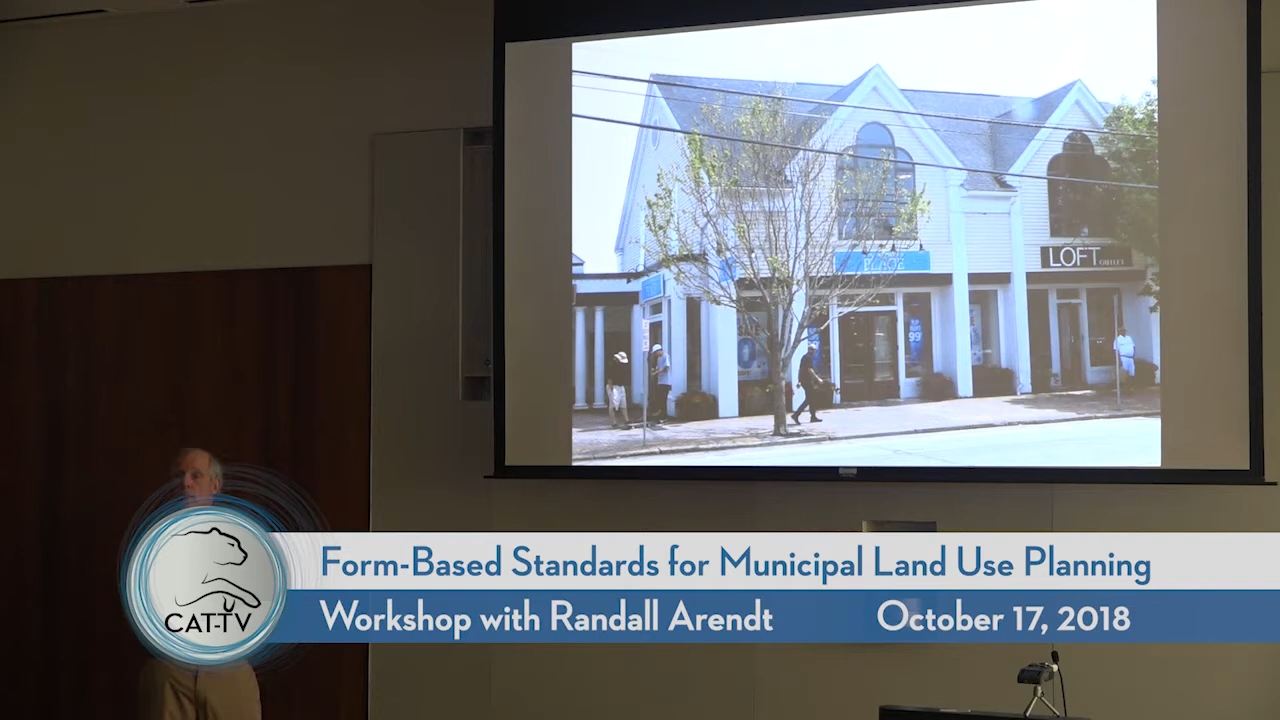 PLACE
LOFT OUTLET
99
Form-Based Standards for Municipal Land Use Planning
Workshop with Randall Arendt October 17, 2018
CAT-TV